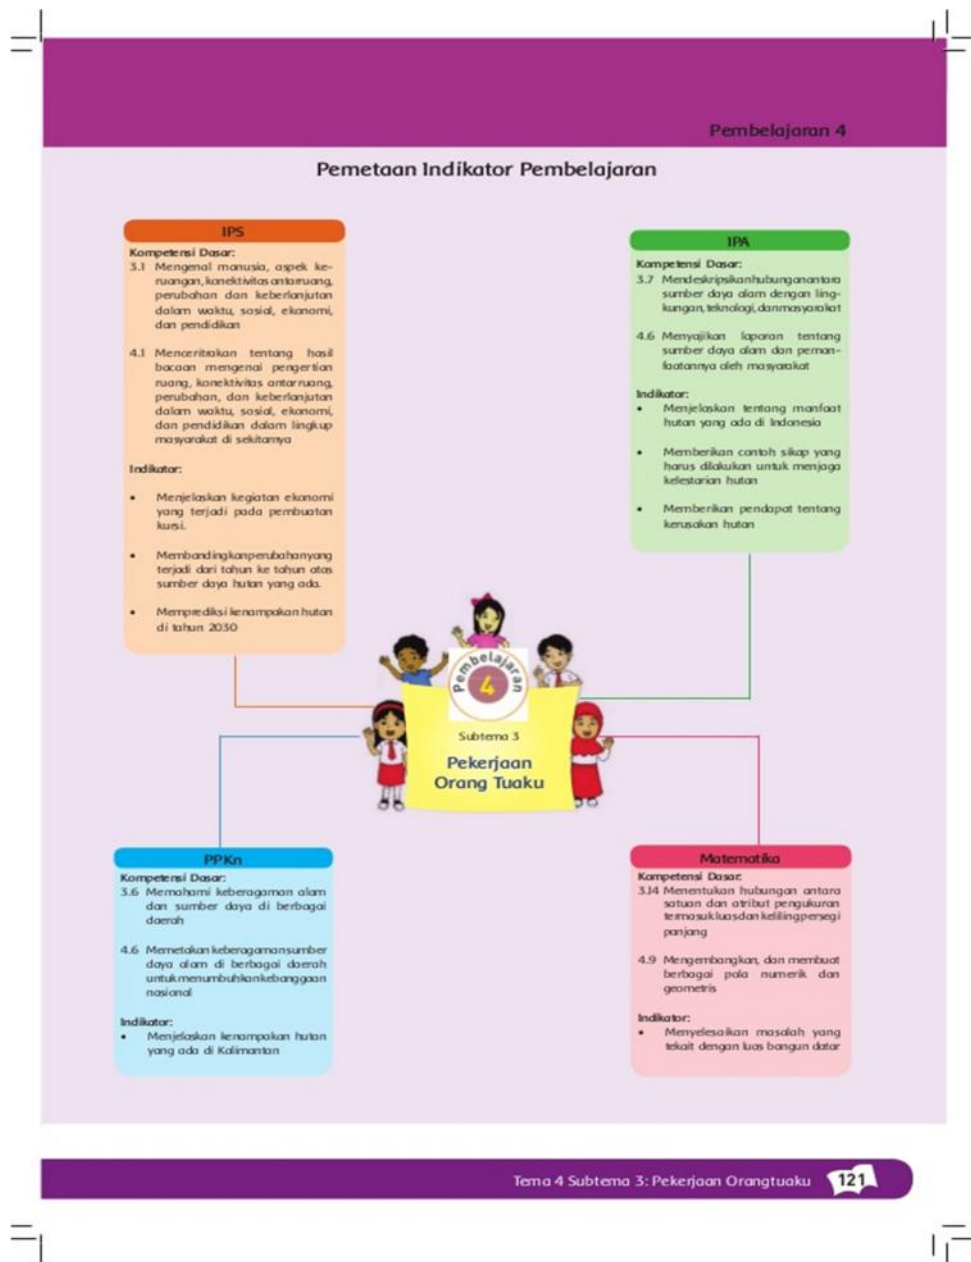 Pembelajaran 4
Pemetaan Indikator Pembelajaran
IPS
Kompetensi Dasar:
3.1 Mengenal manusia, aspek ke-
ruangan, konektivitas antarruang,
perubahan dan keberlanjutan
dalam waktu, sosial, ekonomi,
dan pendidikan
4.1 Menceritrakan tentang hasil
bacaan mengenai pengertian
ruang, konektivitas antarruang,
perubahan, dan keberlanjutan
dalam waktu, sosial, ekonomi,
dan pendidikan dalam lingkup
masyarakat di sekitarnya
Indikator:
• Menjelaskan kegiatan ekonomi
yang terjadi pada pembuatan
kursi.
• Membandingkan perubahan yang
terjadi dari tahun ke tahun atas
sumber daya hutan yang ada.
• Memprediksi kenampakan hutan
di tahun 2030
IPA
Kompetensi Dasar:
3.7 Mendeskripsikan hubungan antara
sumber daya alam dengan ling-
kungan, teknologi, dan masyarakat
4.6 Menyajikan laporan tentang
sumber daya alam dan peman-
faatannya oleh masyarakat
Indikator:
• Menjelaskan tentang manfaat
hutan yang ada di Indonesia
• Memberikan contoh sikap yang
harus dilakukan untuk menjaga
kelestarian hutan
• Memberikan pendapat tentang
kerusakan hutan
Pembelajaran
4
Subtema 3
Pekerjaan
Orang Tuaku
PPKn
Kompetensi Dasar:
3.6 Memahami keberagaman alam
dan sumber daya di berbagai
daerah
4.6 Memetakan keberagaman sumber
daya alam di berbagai daerah
untuk menumbuhkan kebanggaan
nasional
Indikator:
• Menjelaskan kenampakan hutan
yang ada di Kalimantan
Matematika
Kompetensi Dasar:
3.14 Menentukan hubungan antara
satuan dan atribut pengukuran
termasuk luas dan keliling persegi
panjang
4.9 Mengembangkan, dan membuat
berbagai pola numerik dan
geometris
Indikator:
• Menyelesaikan masalah yang
tekait dengan luas bangun datar
Tema 4 Subtema 3: Pekerjaan Orangtuaku 121